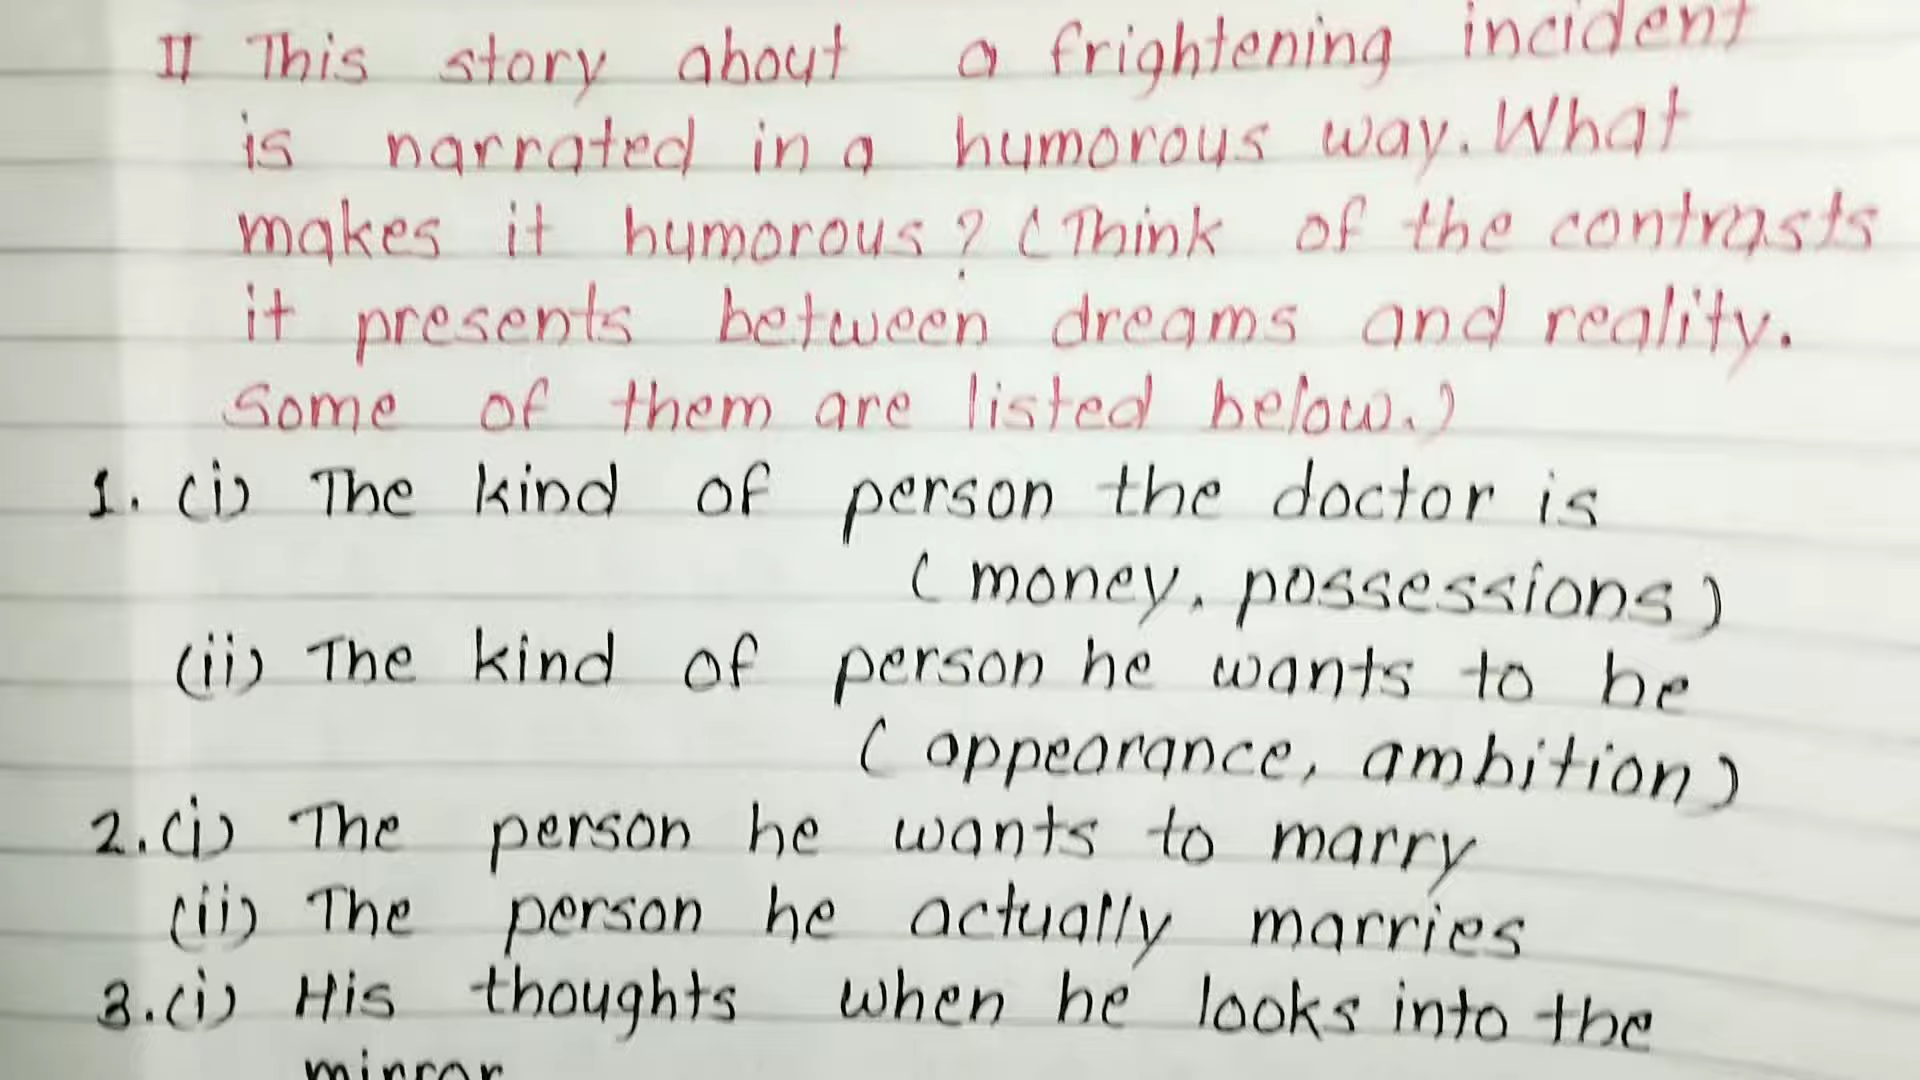 II This story about a frightening incident
is narrated in a humorous way. What
makes it humorous? (Think of the contrasts
it presents between dreams and reality.
Some of them are listed below.)
1. (i) The kind of person the doctor is
(money, possessions)
(ii) The kind of person he wants to be
(appearance, ambition)
2. (i) The person he wants to marry
(ii) The person he actually marries
3. (i) His thoughts when he looks into the
mirror